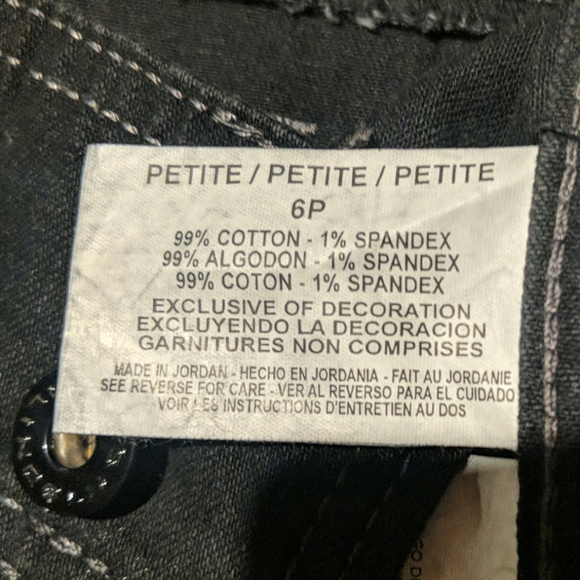 PETITE / PETITE / PETITE
6P
99% COTTON - 1% SPANDEX
99% ALGODON - 1% SPANDEX
99% COTON - 1% SPANDEX
EXCLUSIVE OF DECORATION
EXCLUYENDO LA DECORACION
GARNITURES NON COMPRISES
MADE IN JORDAN - HECHO EN JORDANIA - FAIT AU JORDANIE
SEE REVERSE FOR CARE - VER AL REVERSO PARA EL CUIDADO
VOIR LES INSTRUCTIONS D'ENTRETIEN AU DOS